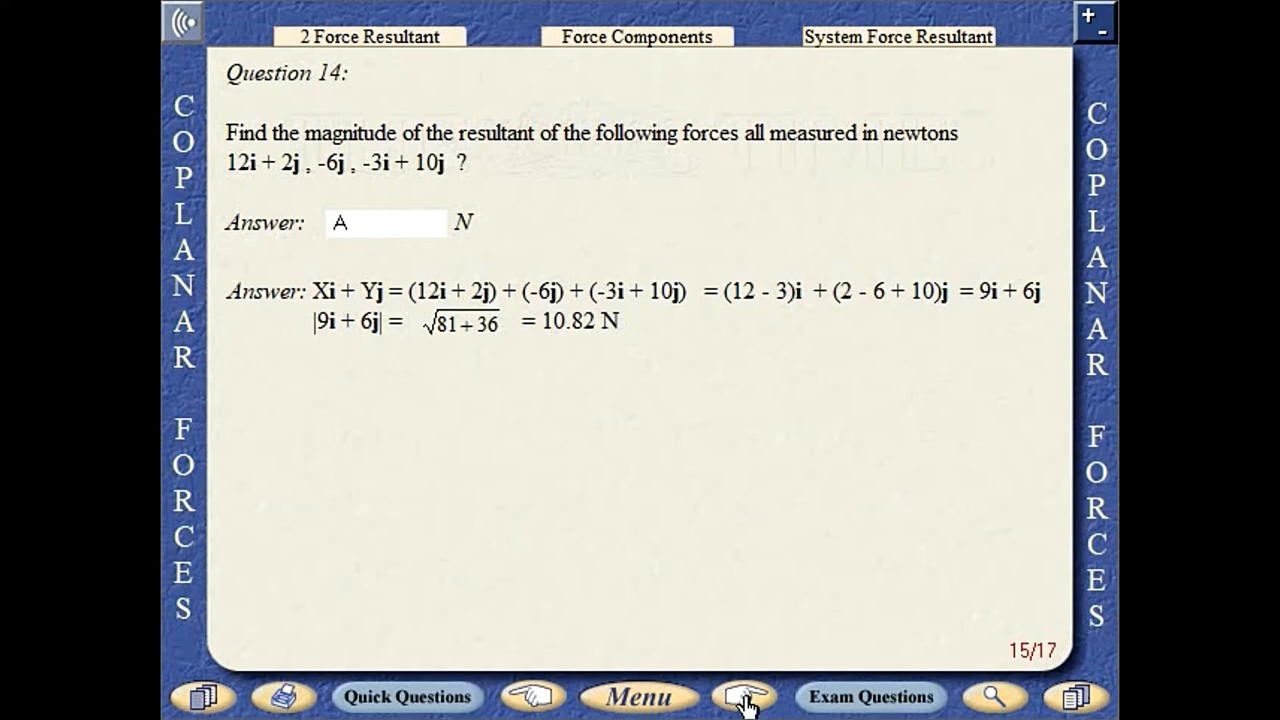 2 Force Resultant
Force Components
System Force Resultant
+
-
COPLANAR FORCES
Question 14:
Find the magnitude of the resultant of the following forces all measured in newtons
12i + 2j , -6j , -3i + 10j ?
Answer: A N
Answer: Xi + Yj = (12i + 2j) + (-6j) + (-3i + 10j) = (12 - 3)i + (2 - 6 + 10)j = 9i + 6j
|9i + 6j| = √81+36 = 10.82 N
COPLANAR FORCES
15/17
Quick Questions
Menu
Exam Questions